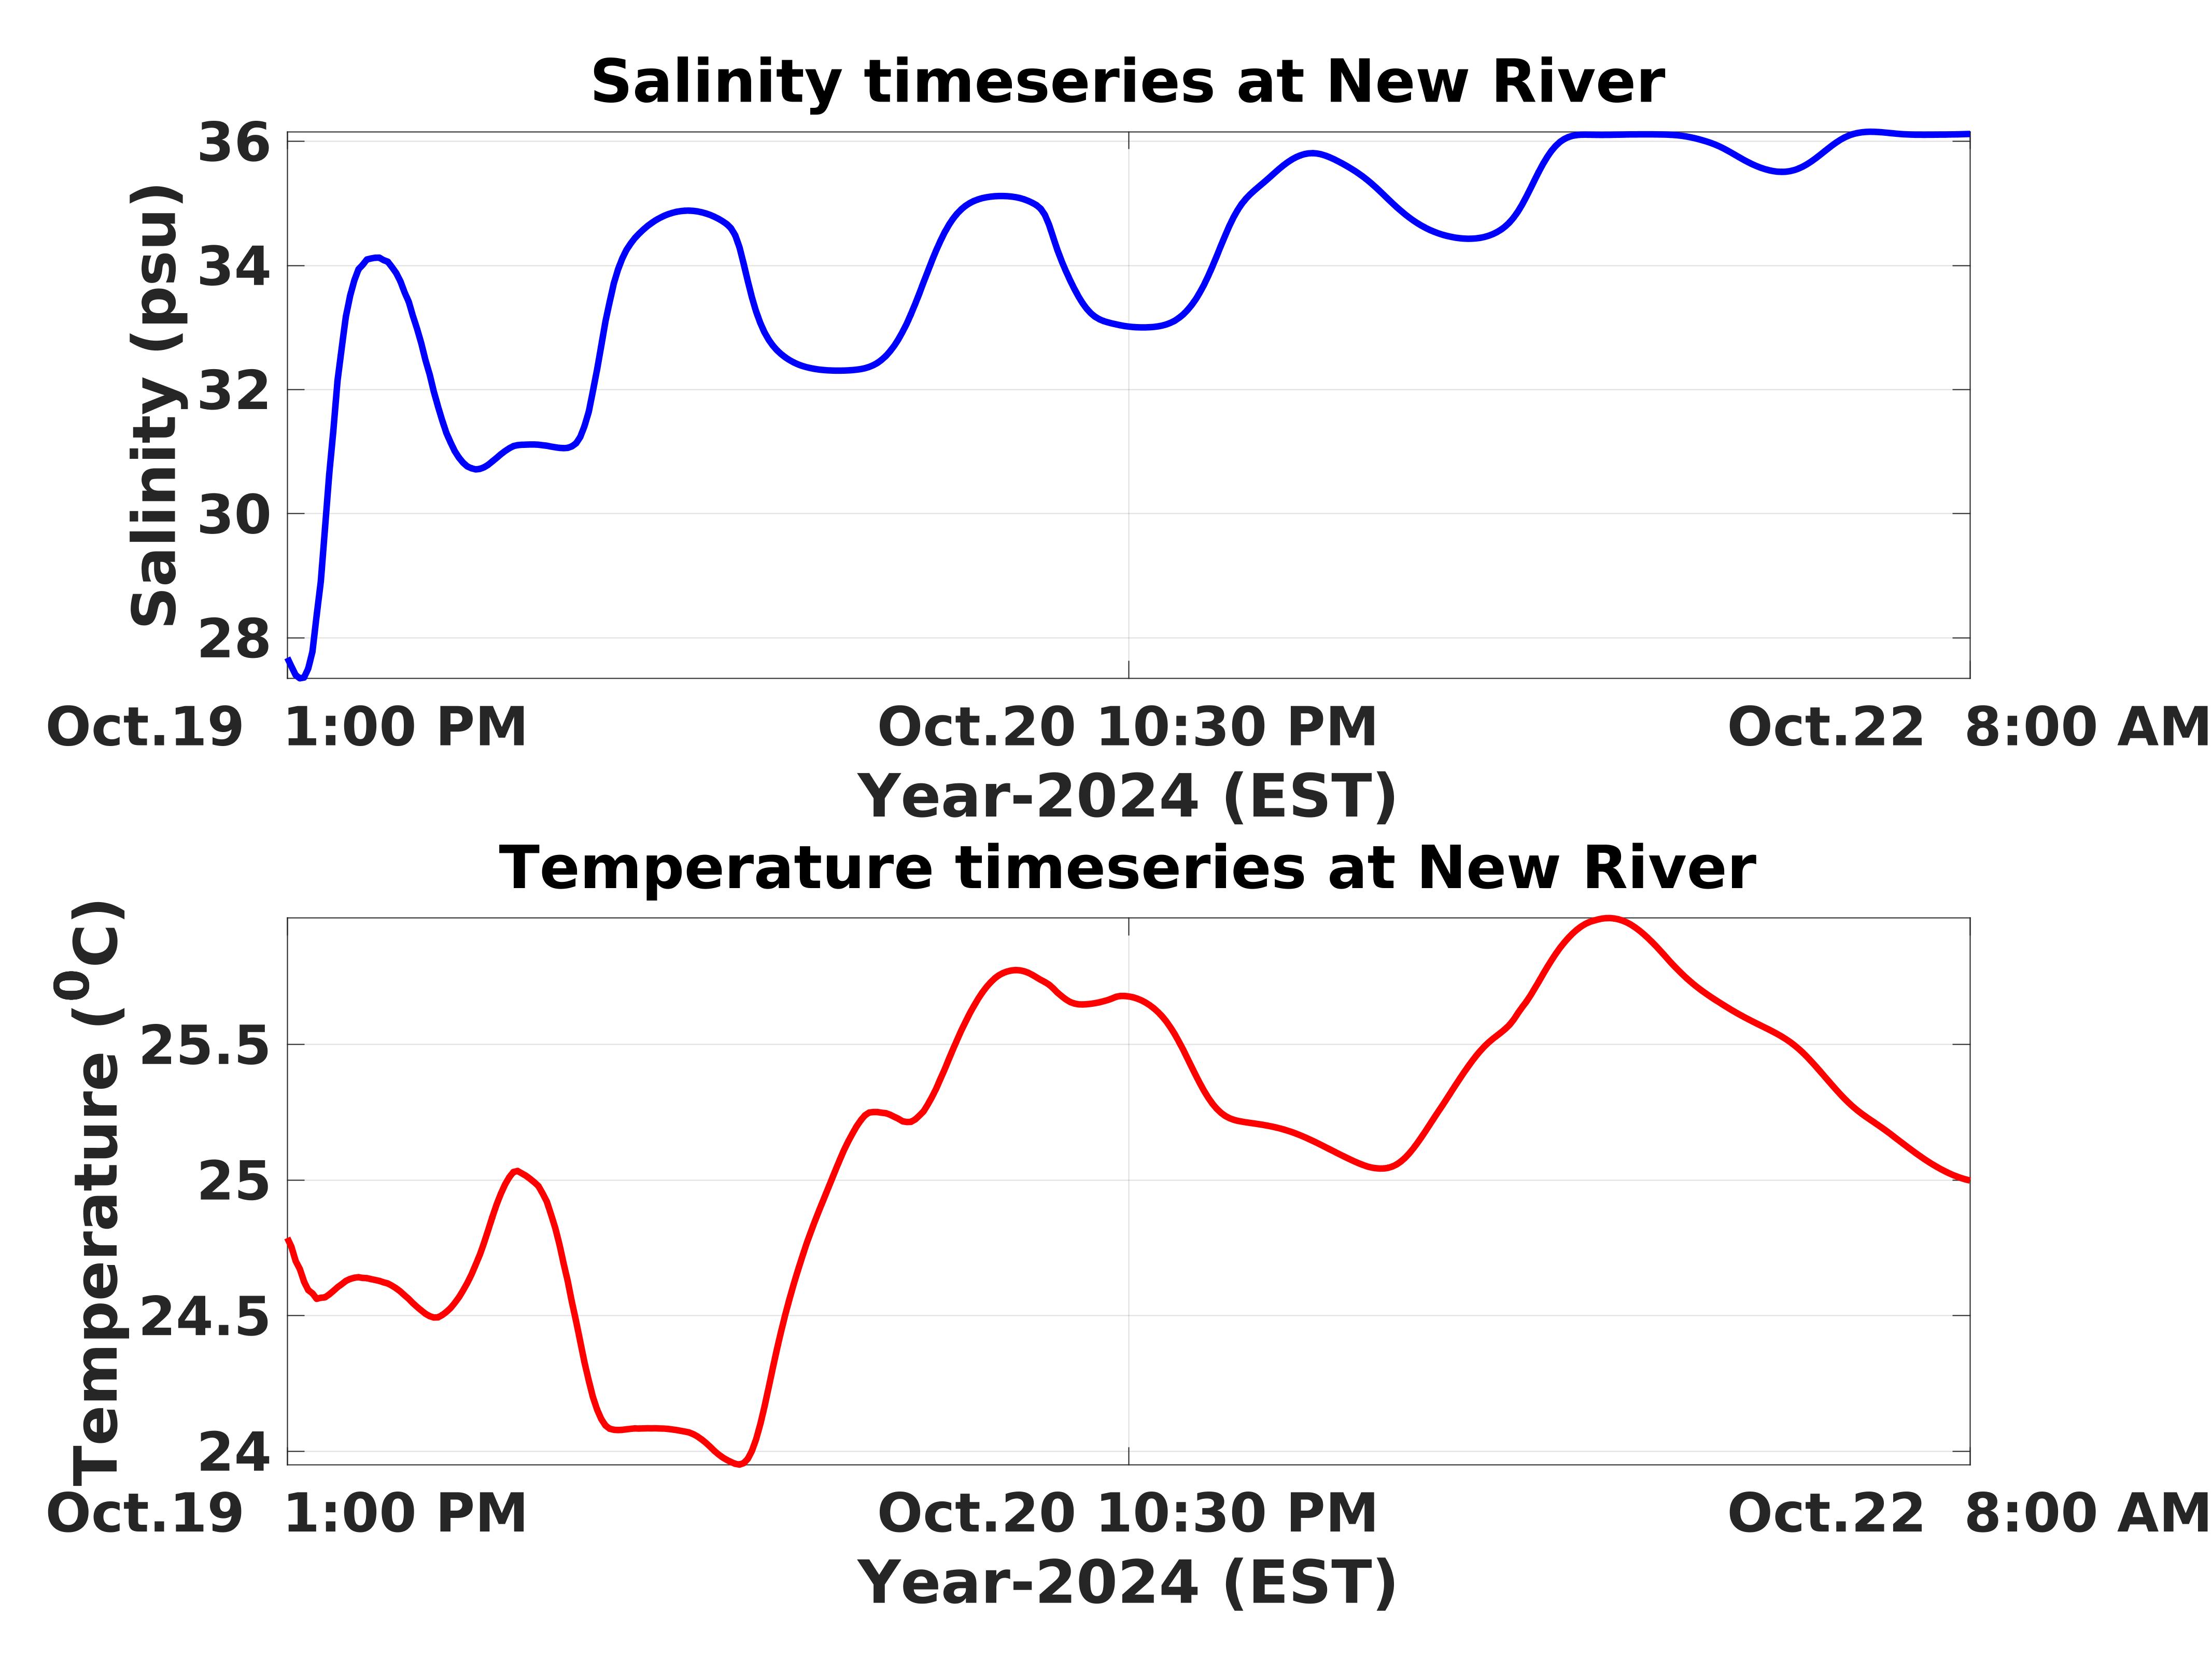 Salinity timeseries at New River
Salinity (psu)
36
34
32
30
28
Oct.19  1:00 PM
Oct.20 10:30 PM
Oct.22  8:00 AM
Year-2024 (EST)
Temperature timeseries at New River
Temperature (⁰C)
25.5
25
24.5
24
Oct.19  1:00 PM
Oct.20 10:30 PM
Oct.22  8:00 AM
Year-2024 (EST)